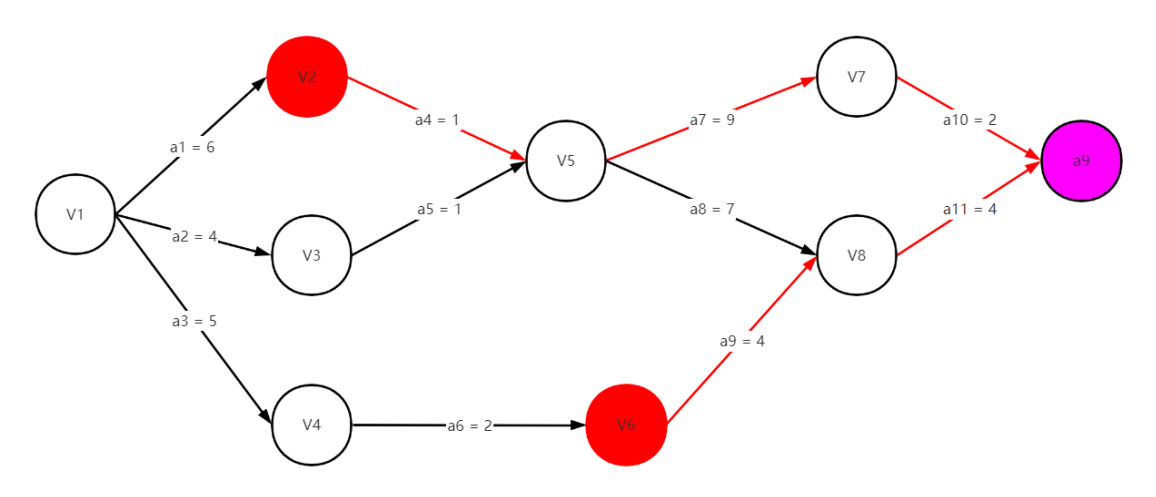 V2
V7
a4 = 1
a7 = 9
a10 = 2
a1 = 6
V5
a9
V1
a5 = 1
a8 = 7
a11 = 4
a2 = 4
V3
V8
a3 = 5
a9 = 4
V4
a6 = 2
V6